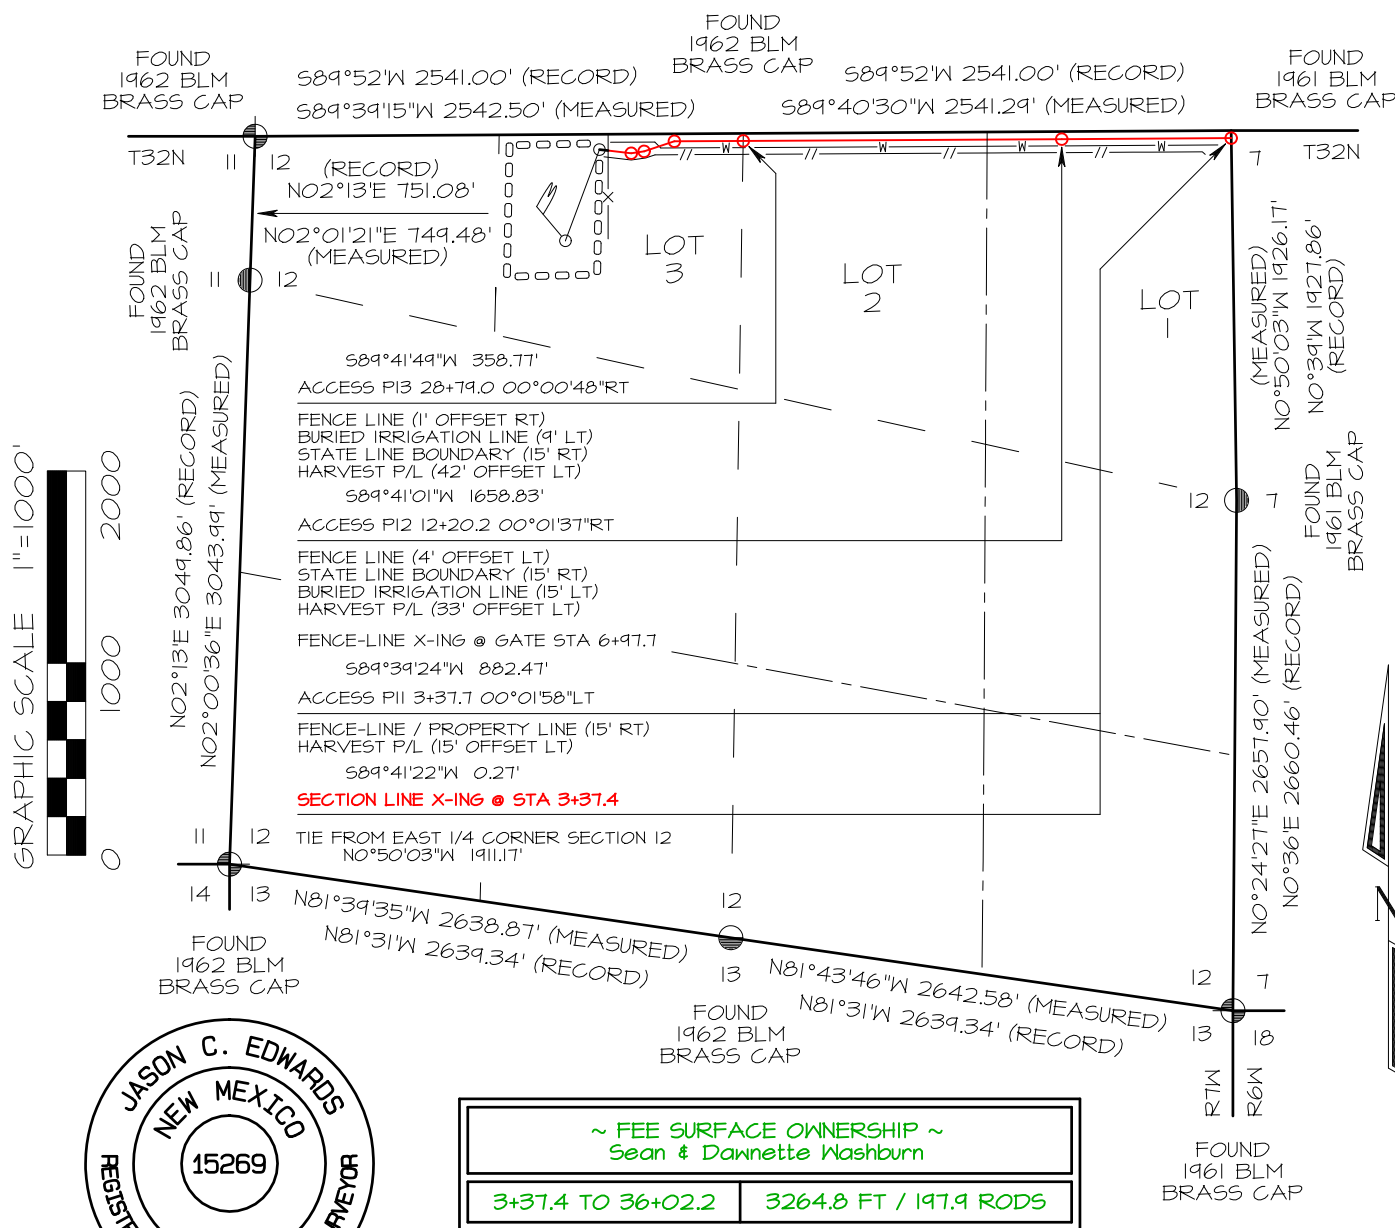 FOUND
1962 BLM
BRASS CAP
S89°52'W 2541.00' (RECORD)
S89°39'15"W 2542.50' (MEASURED)
FOUND
1962 BLM
BRASS CAP
S89°52'W 2541.00' (RECORD)
S89°40'30"W 2541.29' (MEASURED)
FOUND
1961 BLM
BRASS CAP
T32N
11
12
7
T32N
(RECORD)
N02°13'E 751.08'
N02°01'21"E 749.48'
(MEASURED)
W
W
W
W
X
FOUND
1962 BLM
BRASS CAP
11
12
LOT
3
LOT
2
LOT
1
(MEASURED)
N0°50'03"W 1926.17'
N0°39'W 1927.86'
(RECORD)
S89°41'49"W 358.77'
ACCESS PI3 28+79.0 00°00'48"RT
FENCE LINE (1' OFFSET RT)
BURIED IRRIGATION LINE (9' LT)
STATE LINE BOUNDARY (15' RT)
HARVEST P/L (42' OFFSET LT)
S89°41'01"W 1658.83'
ACCESS PI2 12+20.2 00°01'37"RT
FENCE LINE (4' OFFSET LT)
STATE LINE BOUNDARY (15' RT)
BURIED IRRIGATION LINE (15' LT)
HARVEST P/L (33' OFFSET LT)
FENCE-LINE X-ING @ GATE STA 6+97.7
S89°39'24"W 882.47'
ACCESS PI1 3+37.7 00°01'58"LT
FENCE-LINE / PROPERTY LINE (15' RT)
HARVEST P/L (15' OFFSET LT)
S89°41'22"W 0.27'
SECTION LINE X-ING @ STA 3+37.4
TIE FROM EAST 1/4 CORNER SECTION 12
N0°50'03"W 1911.17'
GRAPHIC SCALE 1"=1000'
0
1000
2000
N02°13'E 3049.86' (RECORD)
N02°00'36"E 3043.99' (MEASURED)
12
7
FOUND
1961 BLM
BRASS CAP
N0°24'27"E 2657.90' (MEASURED)
N0°36'E 2660.46' (RECORD)
11
12
14
13
FOUND
1962 BLM
BRASS CAP
N81°39'35"W 2638.87' (MEASURED)
N81°31'W 2639.34' (RECORD)
12
13
FOUND
1962 BLM
BRASS CAP
N81°43'46"W 2642.58' (MEASURED)
N81°31'W 2639.34' (RECORD)
12
7
13
18
R7W
R6W
FOUND
1961 BLM
BRASS CAP
JASON C. EDWARDS
NEW MEXICO
15269
~ FEE SURFACE OWNERSHIP ~
Sean & Dawnette Washburn
3+37.4 TO 36+02.2
3264.8 FT / 197.9 RODS